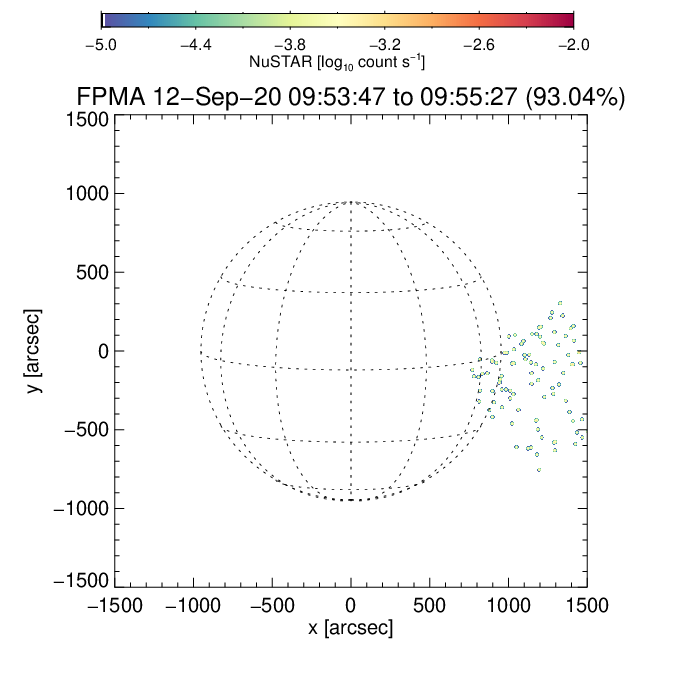 −5.0 −4.4 −3.8 −3.2 −2.6 −2.0
NuSTAR [log₁₀ count s⁻¹]
FPMA 12−Sep−20 09:53:47 to 09:55:27 (93.04%)
1500
1000
500
0
−500
−1000
−1500
y [arcsec]
−1500 −1000 −500 0 500 1000 1500
x [arcsec]